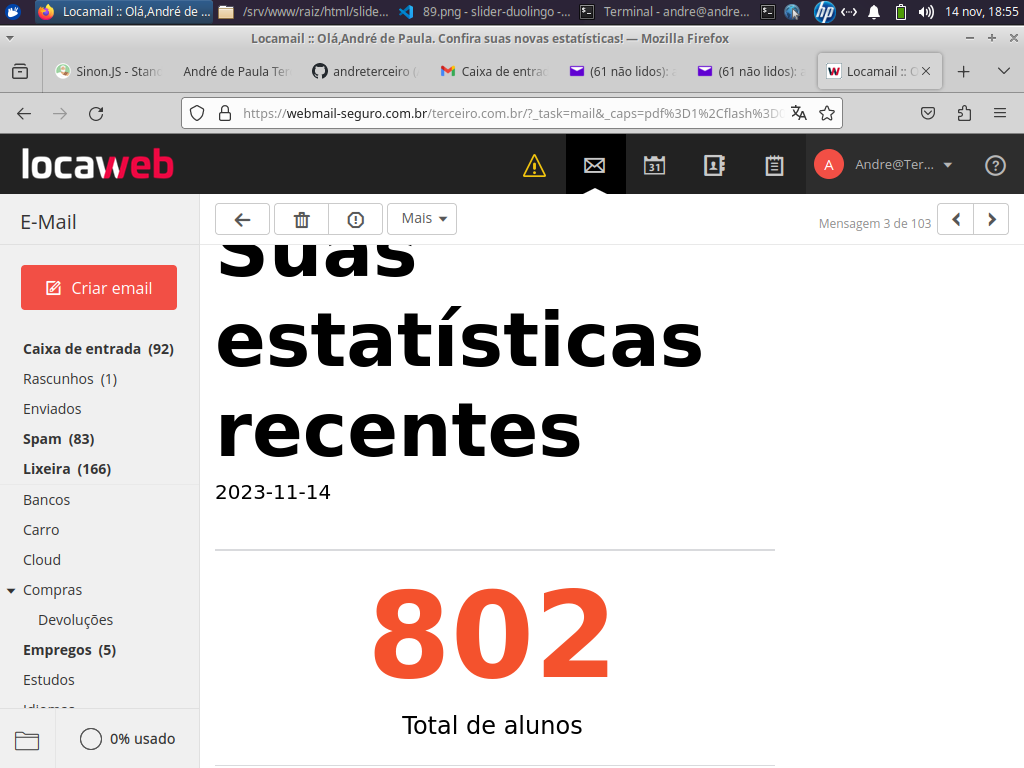 Locamail :: Olá,André de ...
/srv/www/raiz/html/slide...
89.png - slider-duolingo -...
Terminal - andre@andre...
14 nov, 18:55
Locamail :: Olá,André de Paula. Confira suas novas estatísticas! — Mozilla Firefox
Sinon.JS - Stan
André de Paula Ter
andreterceiro (
Caixa de entra
(61 não lidos): a
(61 não lidos): a
Locamail :: O
https://webmail-seguro.com.br/terceiro.com.br/?_task=mail&_caps=pdf%3D1%2Cflash%3D
locaweb
31
A
Andre@Ter...
E-Mail
Mais
Mensagem 3 de 103
Criar email
Caixa de entrada (92)
Rascunhos (1)
Enviados
Spam (83)
Lixeira (166)
Bancos
Carro
Cloud
Compras
Devoluções
Empregos (5)
Estudos
Idiomas
0% usado
Suas
estatísticas
recentes
2023-11-14
802
Total de alunos